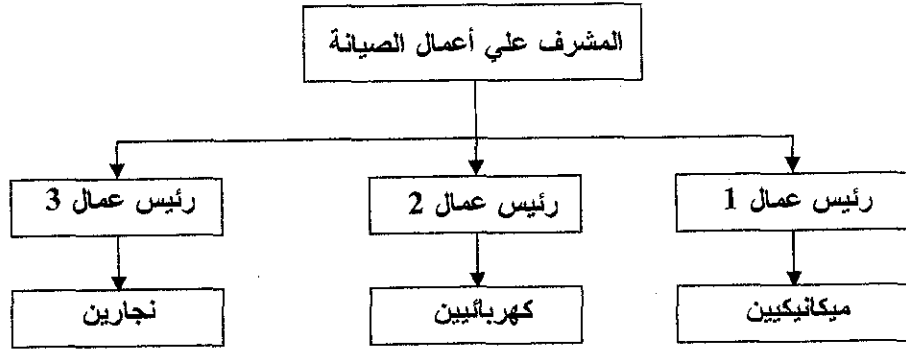 المشرف علي أعمال الصيانة
رئيس عمال 1
رئيس عمال 2
رئيس عمال 3
ميكانيكيين
كهربائيين
نجارين